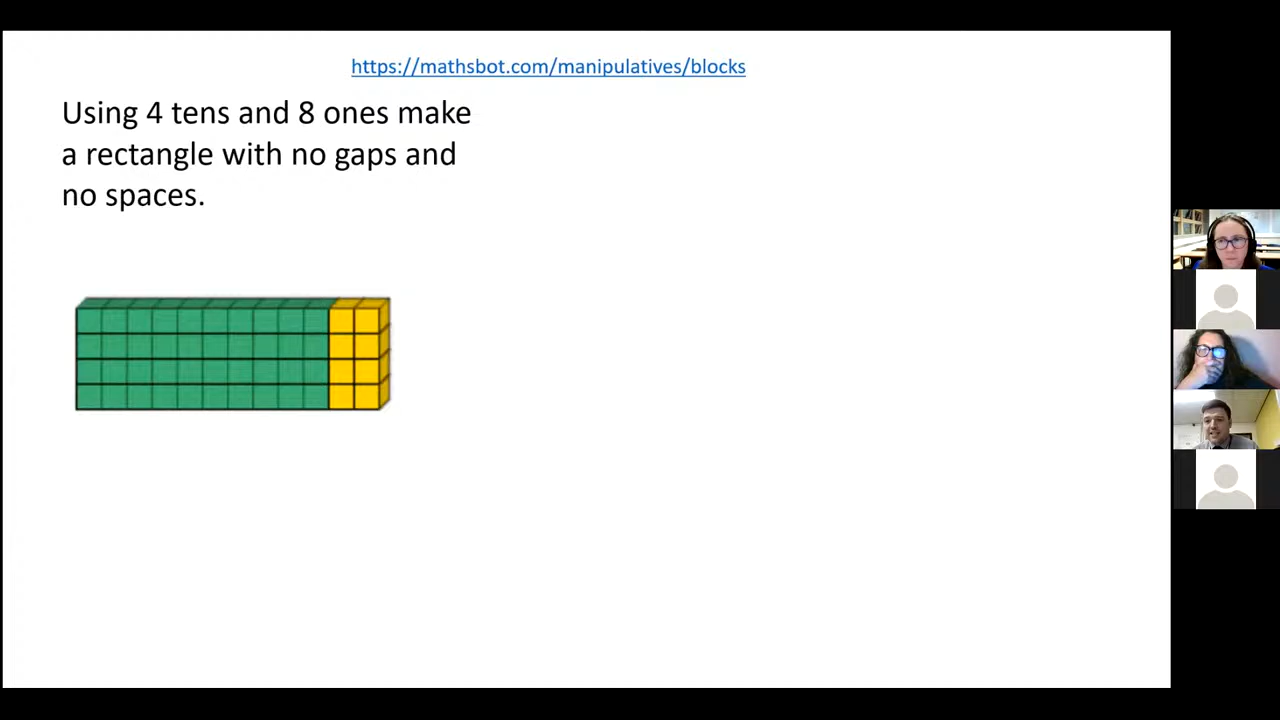 https://mathsbot.com/manipulatives/blocks
Using 4 tens and 8 ones make
a rectangle with no gaps and
no spaces.